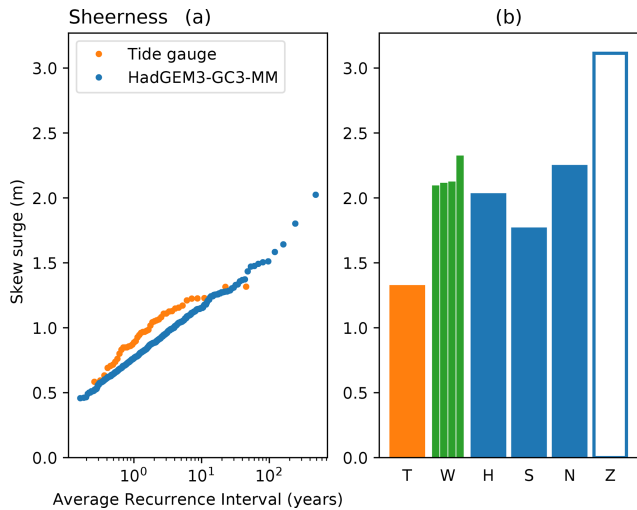 Sheerness (a)
(b)
Tide gauge
HadGEM3-GC3-MM
Skew surge (m)
3.0
2.5
2.0
1.5
1.0
0.5
0.0
10⁰ 10¹ 10²
Average Recurrence Interval (years)
3.0
2.5
2.0
1.5
1.0
0.5
0.0
T W H S N Z